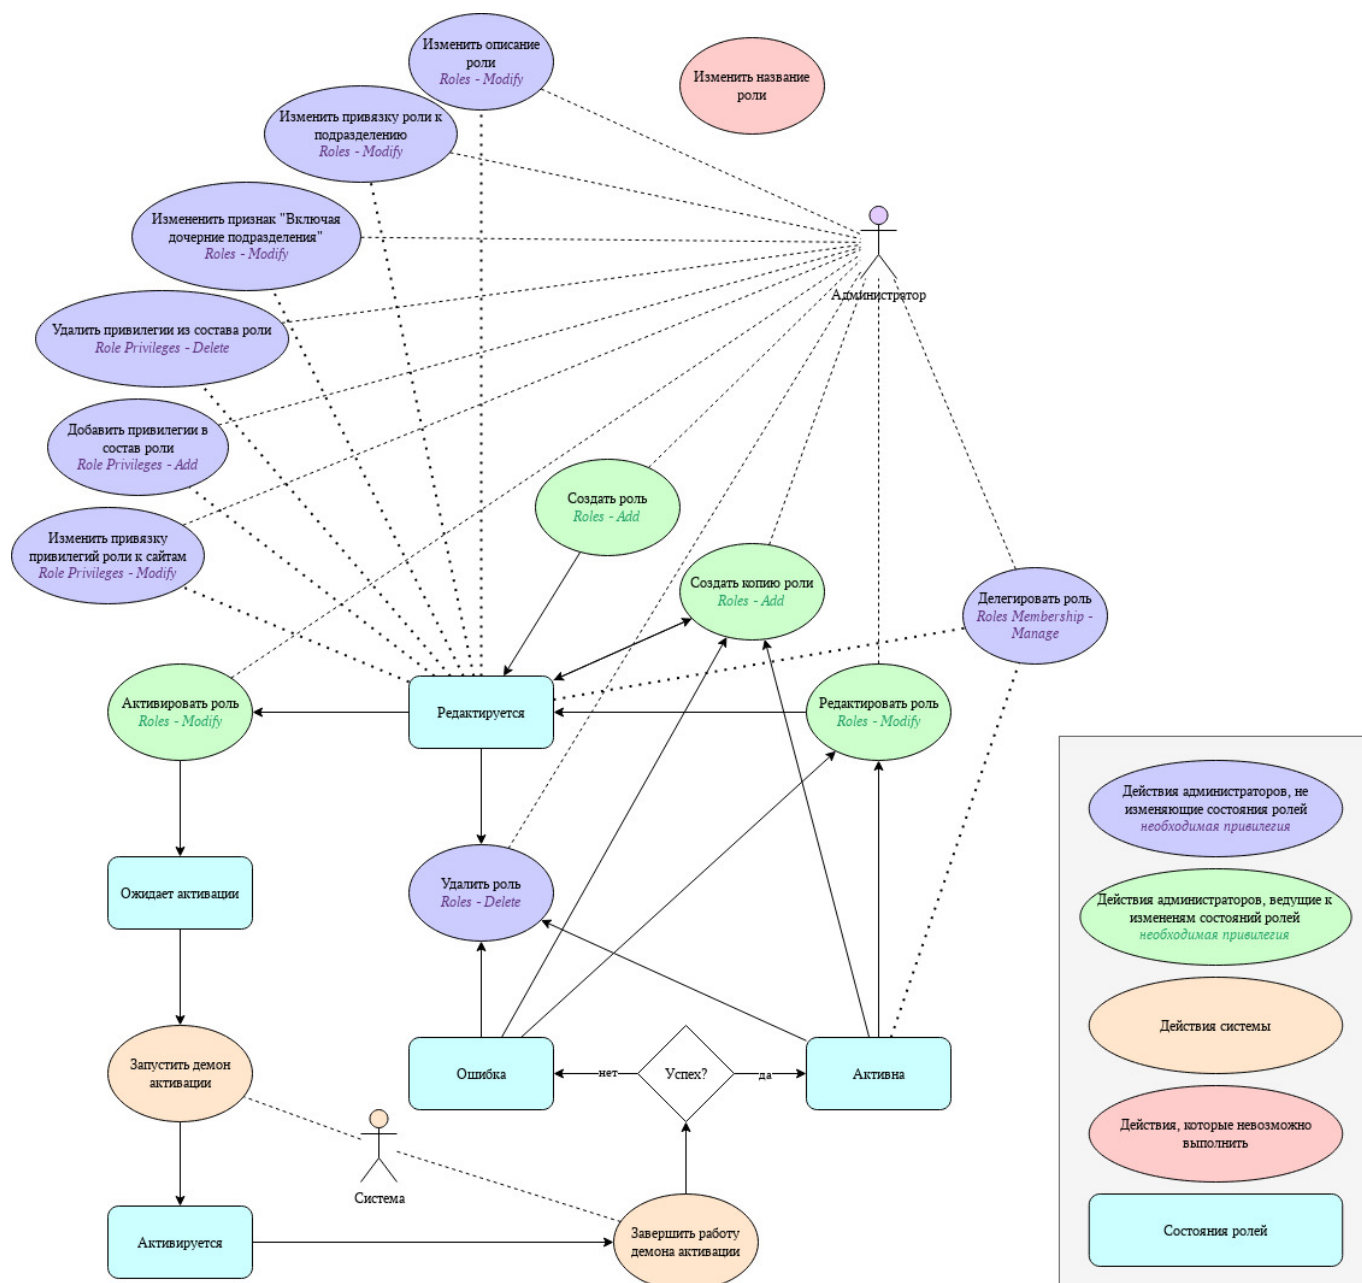 Изменить описание
роли
Roles - Modify
Изменить название
роли
Изменить привязку роли к
подразделению
Roles - Modify
Измененить признак "Включая
дочерние подразделения"
Roles - Modify
Администратор
Удалить привилегии из состава роли
Role Privileges - Delete
Добавить привилегии в
состав роли
Role Privileges - Add
Создать роль
Roles - Add
Изменить привязку
привилегий роли к сайтам
Role Privileges - Modify
Создать копию роли
Roles - Add
Делегировать роль
Roles Membership -
Manage
Активировать роль
Roles - Modify
Редактируется
Редактировать роль
Roles - Modify
Ожидает активации
Удалить роль
Roles - Delete
Запустить демон
активации
Ошибка
нет
Успех?
да
Активна
Система
Активируется
Завершить работу
демона активации
Действия администраторов, не
изменяющие состояния ролей
необходимая привилегия
Действия администраторов, ведущие к
измененям состояний ролей
необходимая привилегия
Действия системы
Действия, которые невозможно
выполнить
Состояния ролей